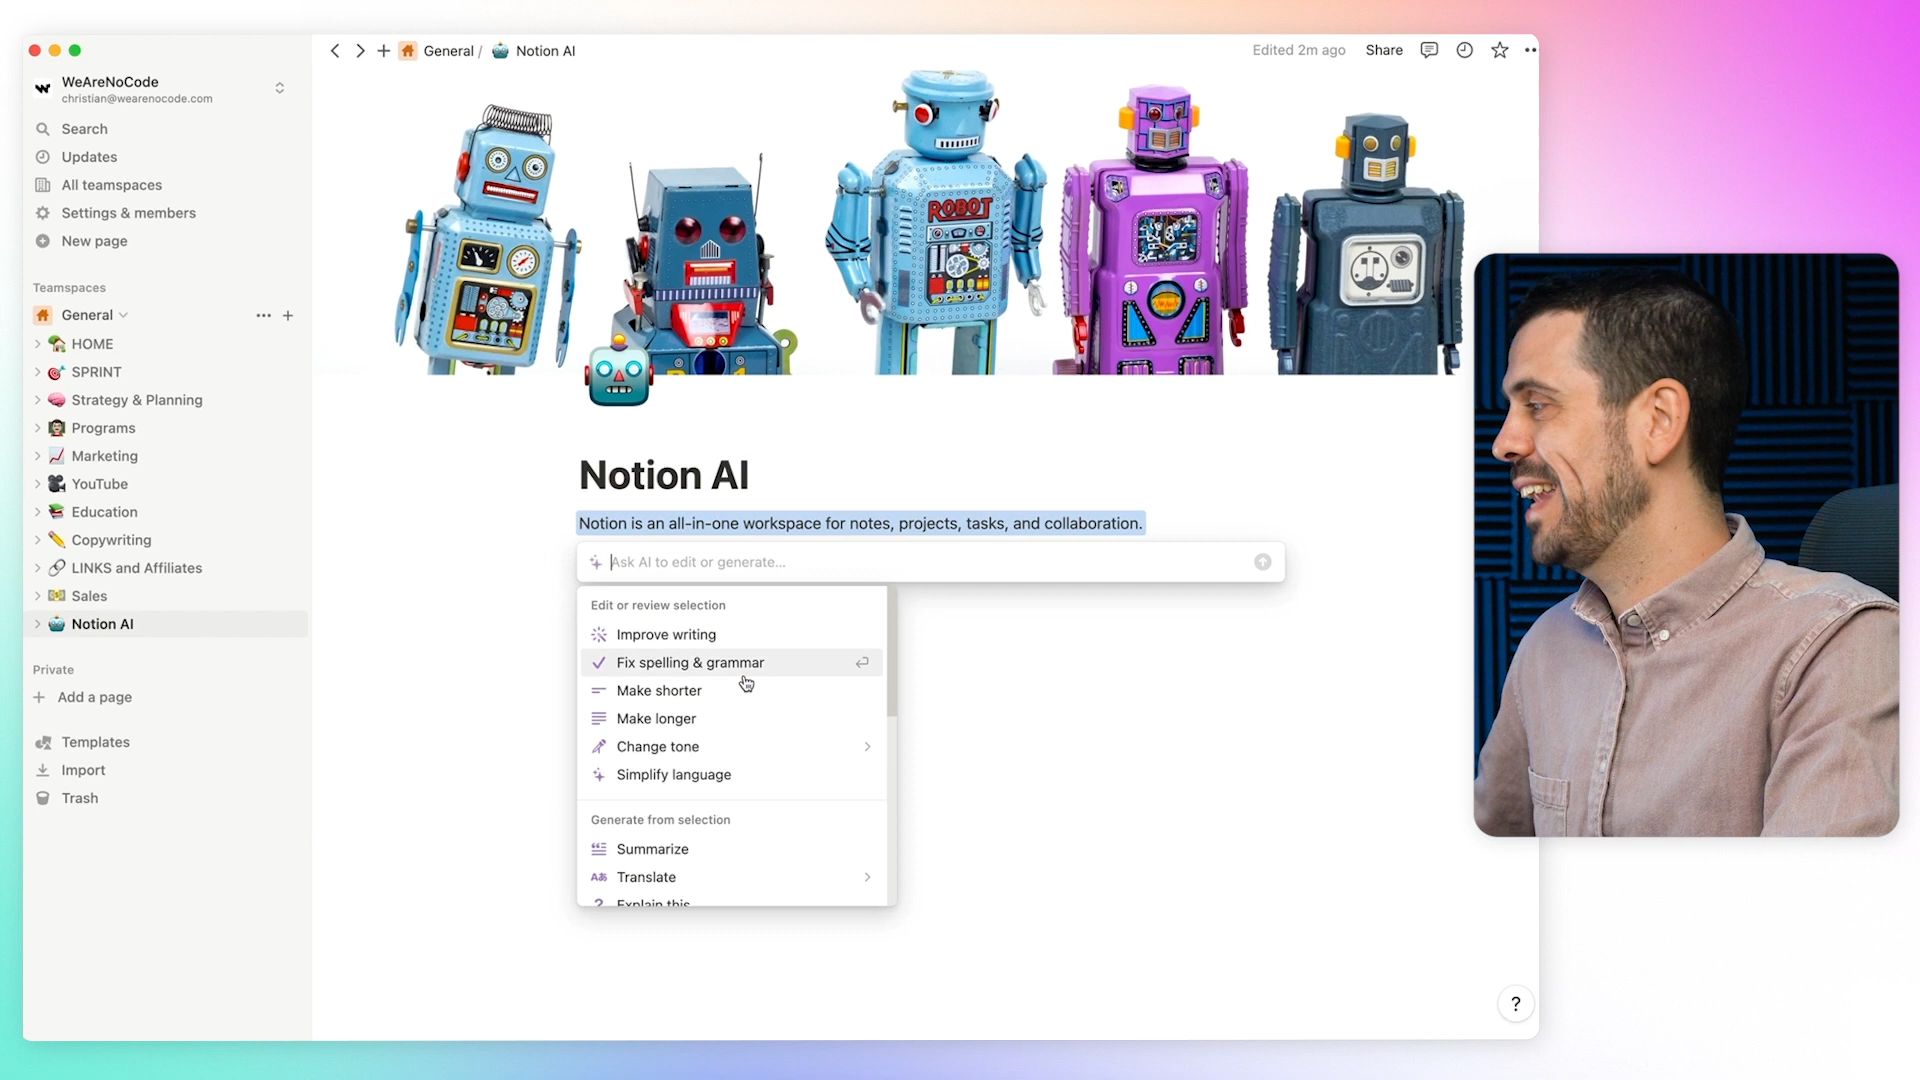 WeAreNoCode
christian@wearenocode.com
Search
Updates
All teamspaces
Settings & members
New page
Teamspaces
General
HOME
SPRINT
Strategy & Planning
Programs
Marketing
YouTube
Education
Copywriting
LINKS and Affiliates
Sales
Notion AI
Private
Add a page
Templates
Import
Trash
General / Notion AI
Edited 2m ago
Share
ROBOT
Notion AI
Notion is an all-in-one workspace for notes, projects, tasks, and collaboration.
Ask AI to edit or generate...
Edit or review selection
Improve writing
Fix spelling & grammar
Make shorter
Make longer
Change tone
Simplify language
Generate from selection
Summarize
Translate
Explain this
?